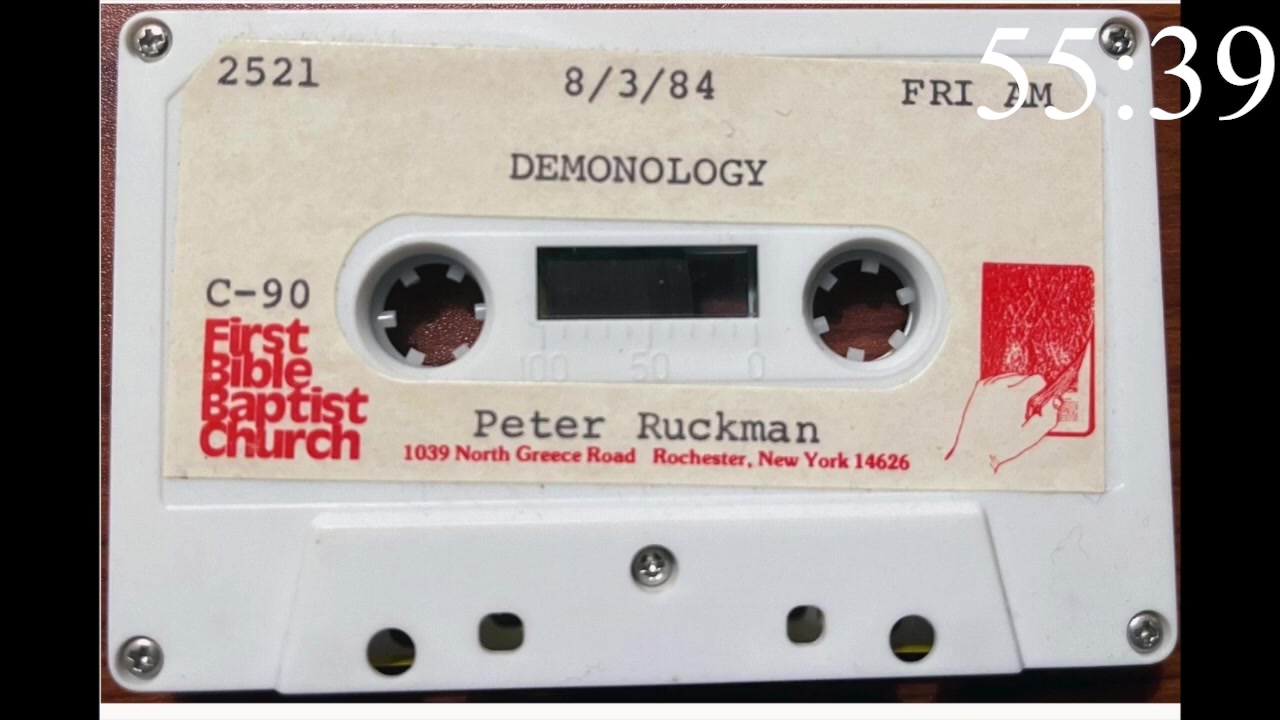 55:39
2521 8/3/84 FRI AM
DEMONOLOGY
C-90
First
Bible
Baptist
Church
100 50 0
Peter Ruckman
1039 North Greece Road Rochester, New York 14626